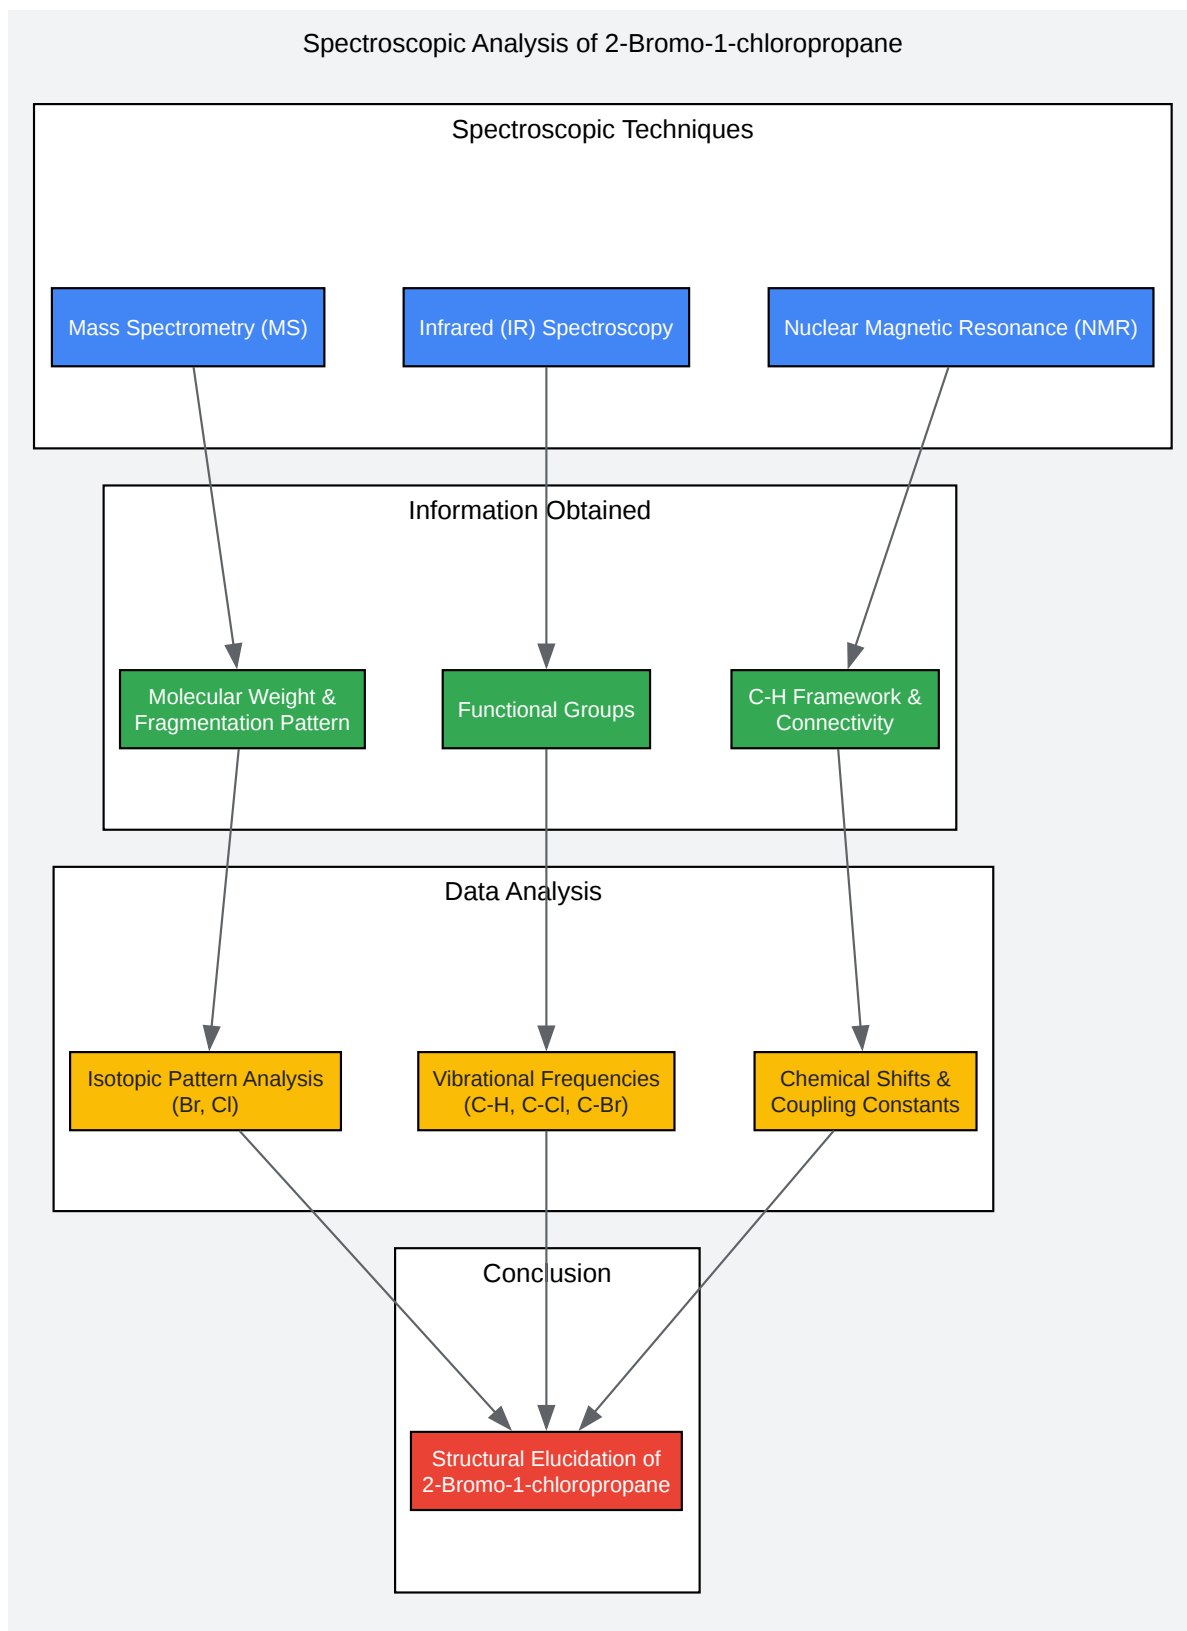 Spectroscopic Analysis of 2-Bromo-1-chloropropane
Spectroscopic Techniques
Mass Spectrometry (MS)
Infrared (IR) Spectroscopy
Nuclear Magnetic Resonance (NMR)
Information Obtained
Molecular Weight &
Fragmentation Pattern
Functional Groups
C-H Framework &
Connectivity
Data Analysis
Isotopic Pattern Analysis
(Br, Cl)
Vibrational Frequencies
(C-H, C-Cl, C-Br)
Chemical Shifts &
Coupling Constants
Conclusion
Structural Elucidation of
2-Bromo-1-chloropropane